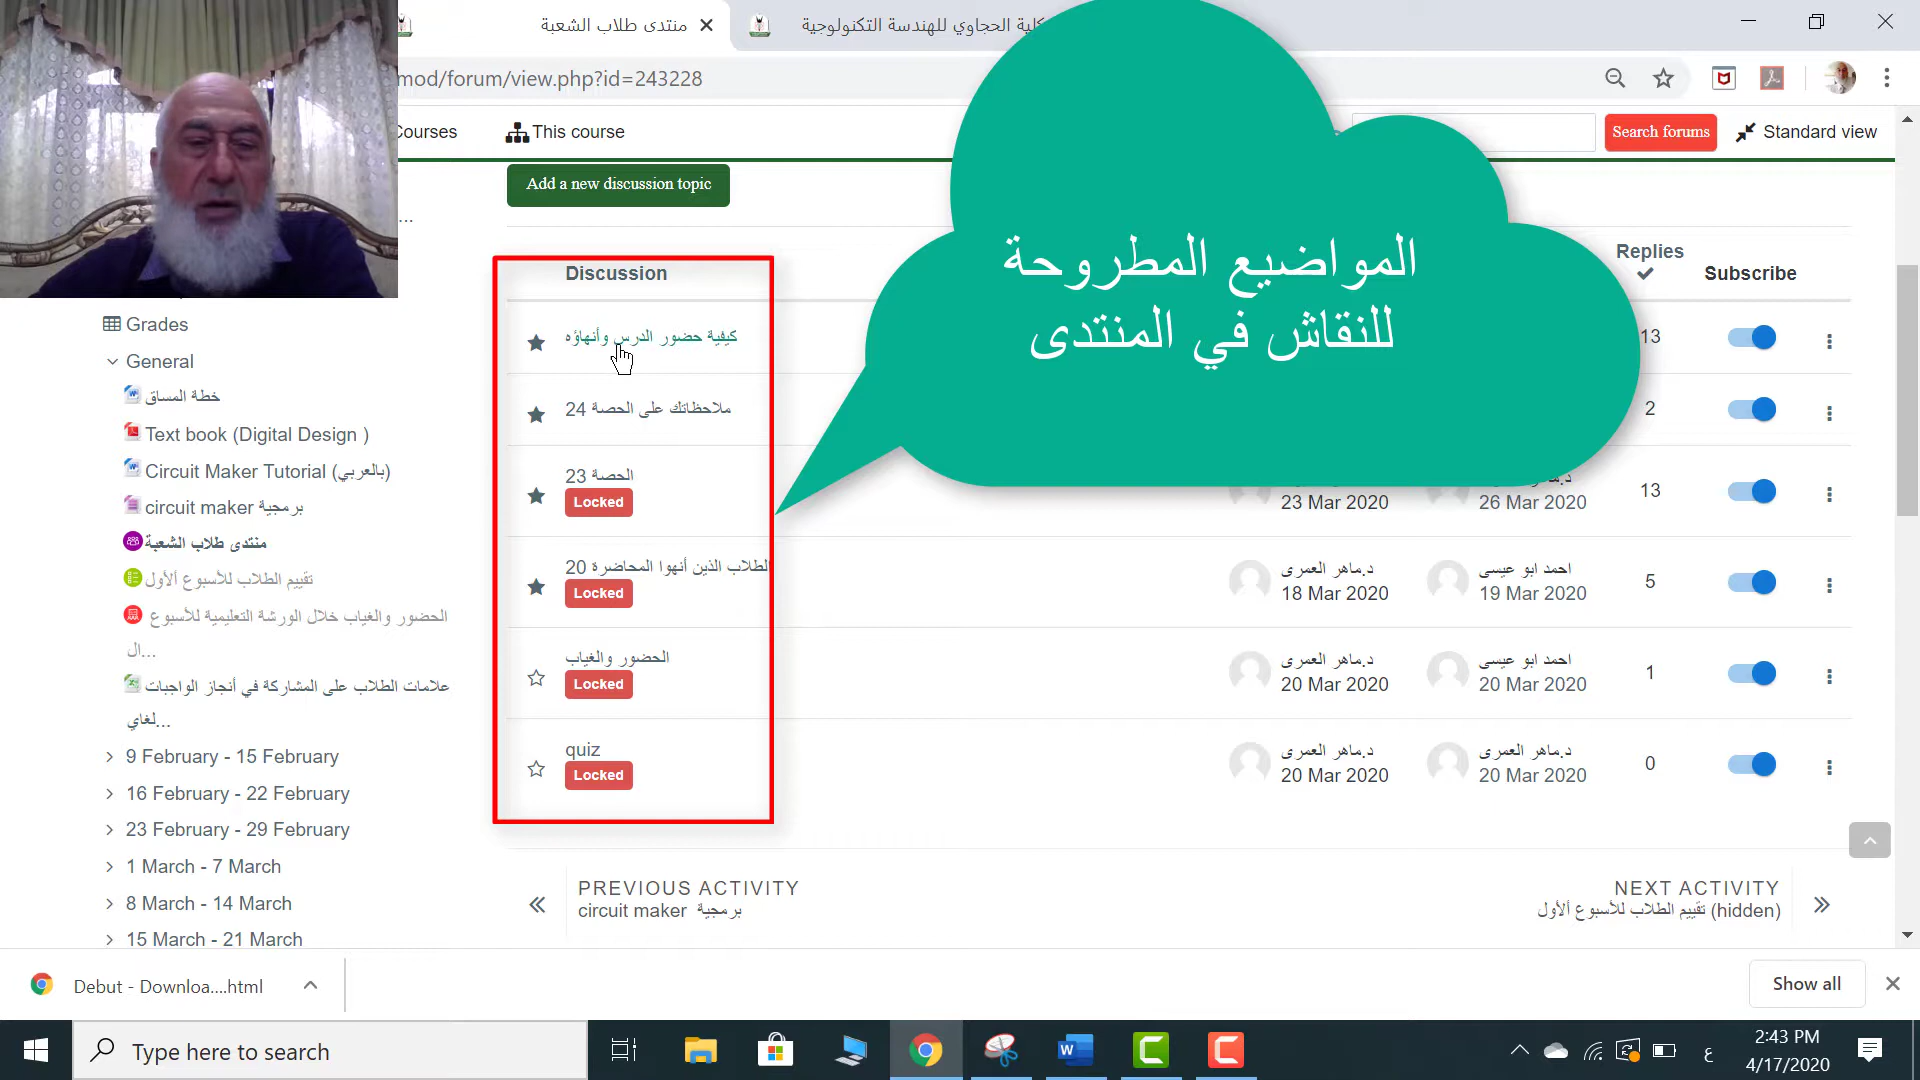 منتدى طلاب الشعبة
كلية الحجاوي للهندسة التكنولوجية
mod/forum/view.php?id=243228
Courses
This course
Search forums
Standard view
...
Add a new discussion topic
المواضيع المطروحة
للنقاش في المنتدى
Discussion
Replies
Subscribe
كيفية حضور الدرس وأنهاؤه
13
ملاحظاتك على الحصة 24
2
الحصة 23
Locked
23 Mar 2020
26 Mar 2020
13
الطلاب الذين أنهوا المحاضرة 20
Locked
د.ماهر العمرى
18 Mar 2020
احمد ابو عيسى
19 Mar 2020
5
الحضور والغياب
Locked
د.ماهر العمرى
20 Mar 2020
احمد ابو عيسى
20 Mar 2020
1
quiz
Locked
د.ماهر العمرى
20 Mar 2020
د.ماهر العمرى
20 Mar 2020
0
Grades
General
خطة المساق
Text book (Digital Design )
Circuit Maker Tutorial (بالعربي)
circuit maker برمجية
منتدى طلاب الشعبة
تقييم الطلاب للأسبوع ألأول
الحضور والغياب خلال الورشة التعليمية للأسبوع
ال...
علامات الطلاب على المشاركة في أنجاز الواجبات
لغاي...
9 February - 15 February
16 February - 22 February
23 February - 29 February
1 March - 7 March
8 March - 14 March
15 March - 21 March
PREVIOUS ACTIVITY
circuit maker برمجية
NEXT ACTIVITY
تقييم الطلاب للأسبوع ألأول (hidden)
Debut - Downloa....html
Show all
Type here to search
ع
2:43 PM
4/17/2020